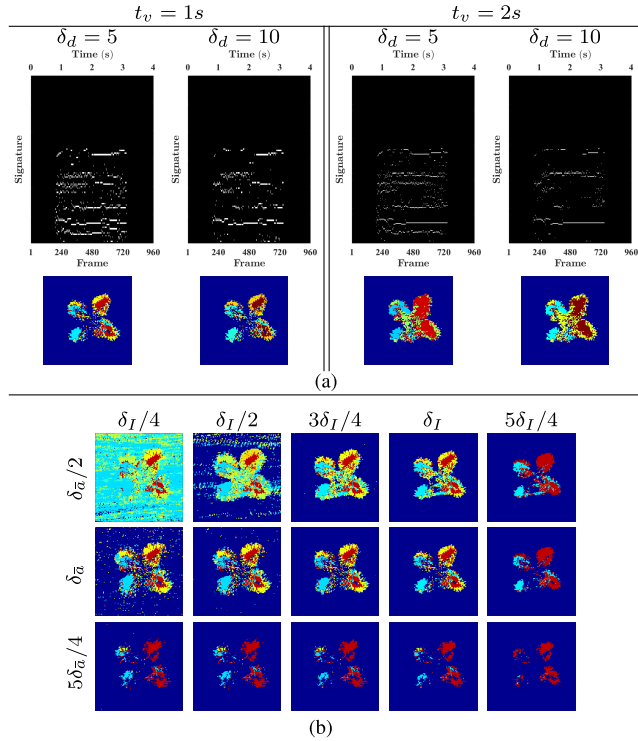 t_v = 1s t_v = 2s
δ_d = 5 δ_d = 10 δ_d = 5 δ_d = 10
Time (s) Time (s) Time (s) Time (s)
0 1 2 3 4 0 1 2 3 4 0 1 2 3 4 0 1 2 3 4
Signature Signature Signature Signature
1 240 480 720 960 1 240 480 720 960 1 240 480 720 960 1 240 480 720 960
Frame Frame Frame Frame
(a)
δ_I/4 δ_I/2 3δ_I/4 δ_I 5δ_I/4
δ_ā/2
δ_ā
5δ_ā/4
(b)